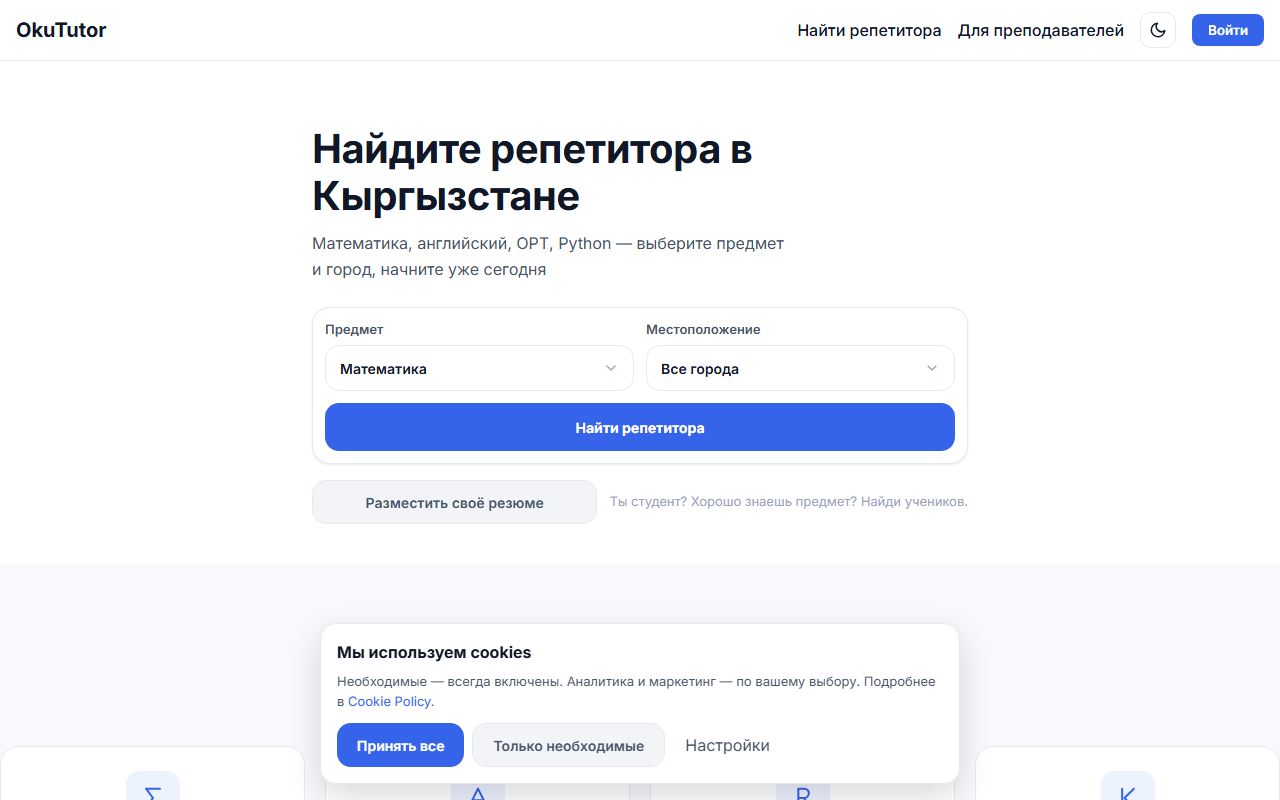 OkuTutor
Найти репетитора
Для преподавателей
Войти
Найдите репетитора в
Кыргызстане
Математика, английский, ОРТ, Python — выберите предмет
и город, начните уже сегодня
Предмет
Местоположение
Математика
Все города
Найти репетитора
Разместить своё резюме
Ты студент? Хорошо знаешь предмет? Найди учеников.
Мы используем cookies
Необходимые — всегда включены. Аналитика и маркетинг — по вашему выбору. Подробнее
в Cookie Policy.
Принять все
Только необходимые
Настройки